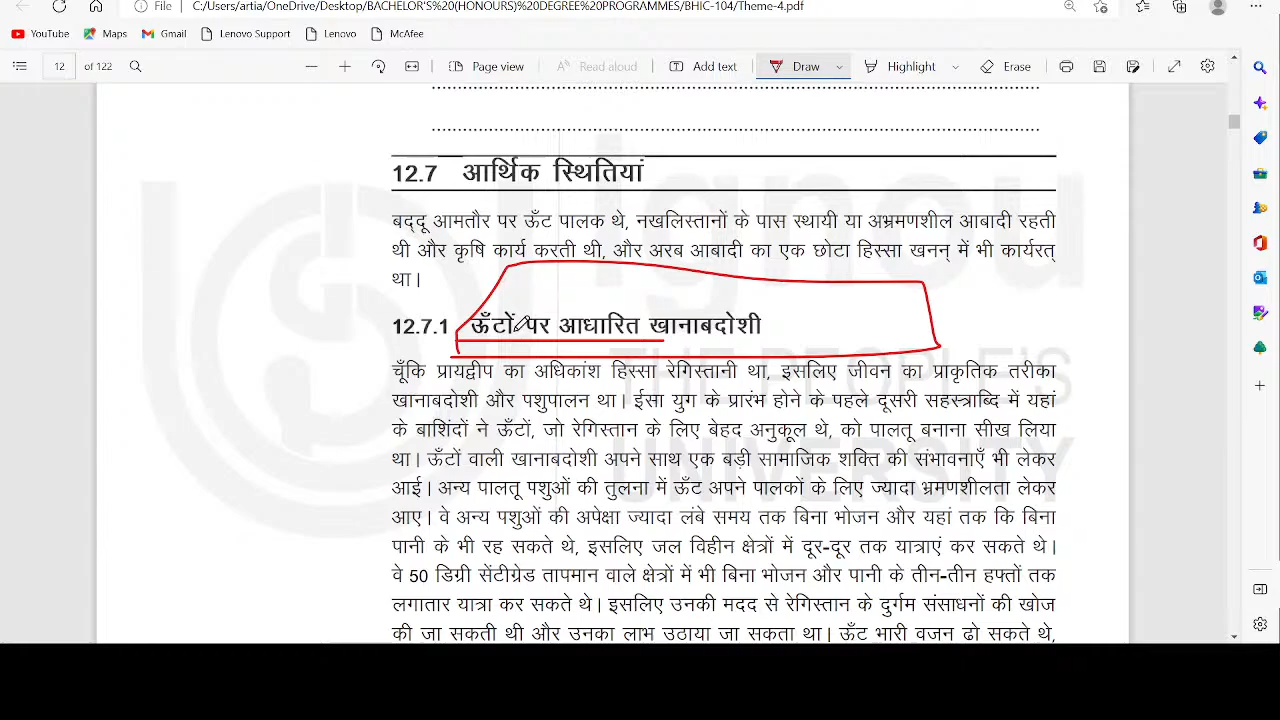 File
C:/Users/artia/OneDrive/Desktop/BACHELOR'S%20(HONOURS)%20DEGREE%20PROGRAMMES/BHIC-104/Theme-4.pdf
YouTube Maps Gmail Lenovo Support Lenovo McAfee
12 of 122 Page view Read aloud Add text Draw Highlight Erase
12.7 आर्थिक स्थितियां
बद्दू आमतौर पर ऊँट पालक थे, नखलिस्तानों के पास स्थायी या अभ्रमणशील आबादी रहती
थी और कृषि कार्य करती थी, और अरब आबादी का एक छोटा हिस्सा खनन् में भी कार्यरत्
था।
12.7.1 ऊँटों पर आधारित खानाबदोशी
चूँकि प्रायद्वीप का अधिकांश हिस्सा रेगिस्तानी था, इसलिए जीवन का प्राकृतिक तरीका
खानाबदोशी और पशुपालन था। ईसा युग के प्रारंभ होने के पहले दूसरी सहस्त्राब्दि में यहां
के बाशिंदों ने ऊँटों, जो रेगिस्तान के लिए बेहद अनुकूल थे, को पालतू बनाना सीख लिया
था। ऊँटों वाली खानाबदोशी अपने साथ एक बड़ी सामाजिक शक्ति की संभावनाएँ भी लेकर
आई। अन्य पालतू पशुओं की तुलना में ऊँट अपने पालकों के लिए ज्यादा भ्रमणशीलता लेकर
आए। वे अन्य पशुओं की अपेक्षा ज्यादा लंबे समय तक बिना भोजन और यहां तक कि बिना
पानी के भी रह सकते थे, इसलिए जल विहीन क्षेत्रों में दूर-दूर तक यात्राएं कर सकते थे।
वे 50 डिग्री सेंटीग्रेड तापमान वाले क्षेत्रों में भी बिना भोजन और पानी के तीन-तीन हफ्तों तक
लगातार यात्रा कर सकते थे। इसलिए उनकी मदद से रेगिस्तान के दुर्गम संसाधनों की खोज
की जा सकती थी और उनका लाभ उठाया जा सकता था। ऊँट भारी वजन ढो सकते थे,
ignou
THE PEOPLE'S
UNIVERSITY